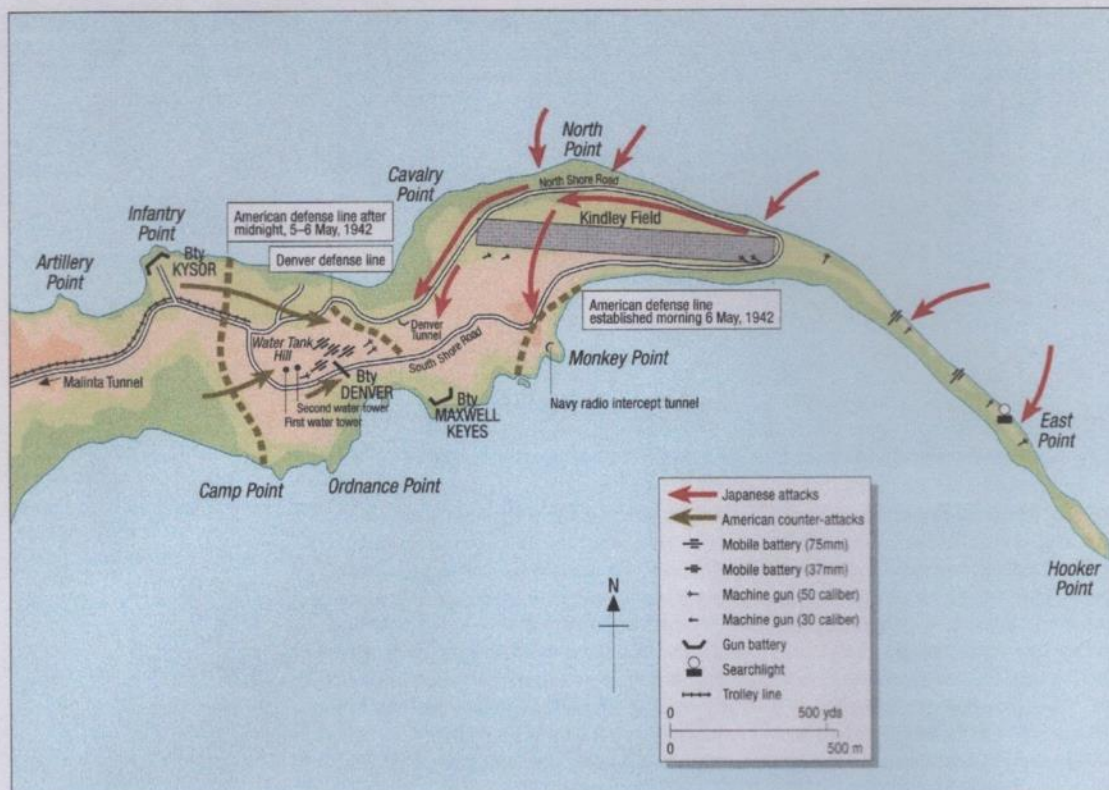 North
Point
North Shore Road
Cavalry
Point
Kindley Field
American defense line after
midnight, 5–6 May, 1942
Denver defense line
Infantry
Point
Bty
KYSOR
Artillery
Point
American defense line
established morning 6 May, 1942
Denver
Tunnel
South Shore Road
Water Tank
Hill
Monkey Point
Malinta Tunnel
Bty
DENVER
Second water tower
First water tower
Bty
MAXWELL
KEYES
Navy radio intercept tunnel
East
Point
Camp Point
Ordnance Point
Hooker
Point
N
Japanese attacks
American counter-attacks
Mobile battery (75mm)
Mobile battery (37mm)
Machine gun (50 caliber)
Machine gun (30 caliber)
Gun battery
Searchlight
Trolley line
0 500 yds
0 500 m